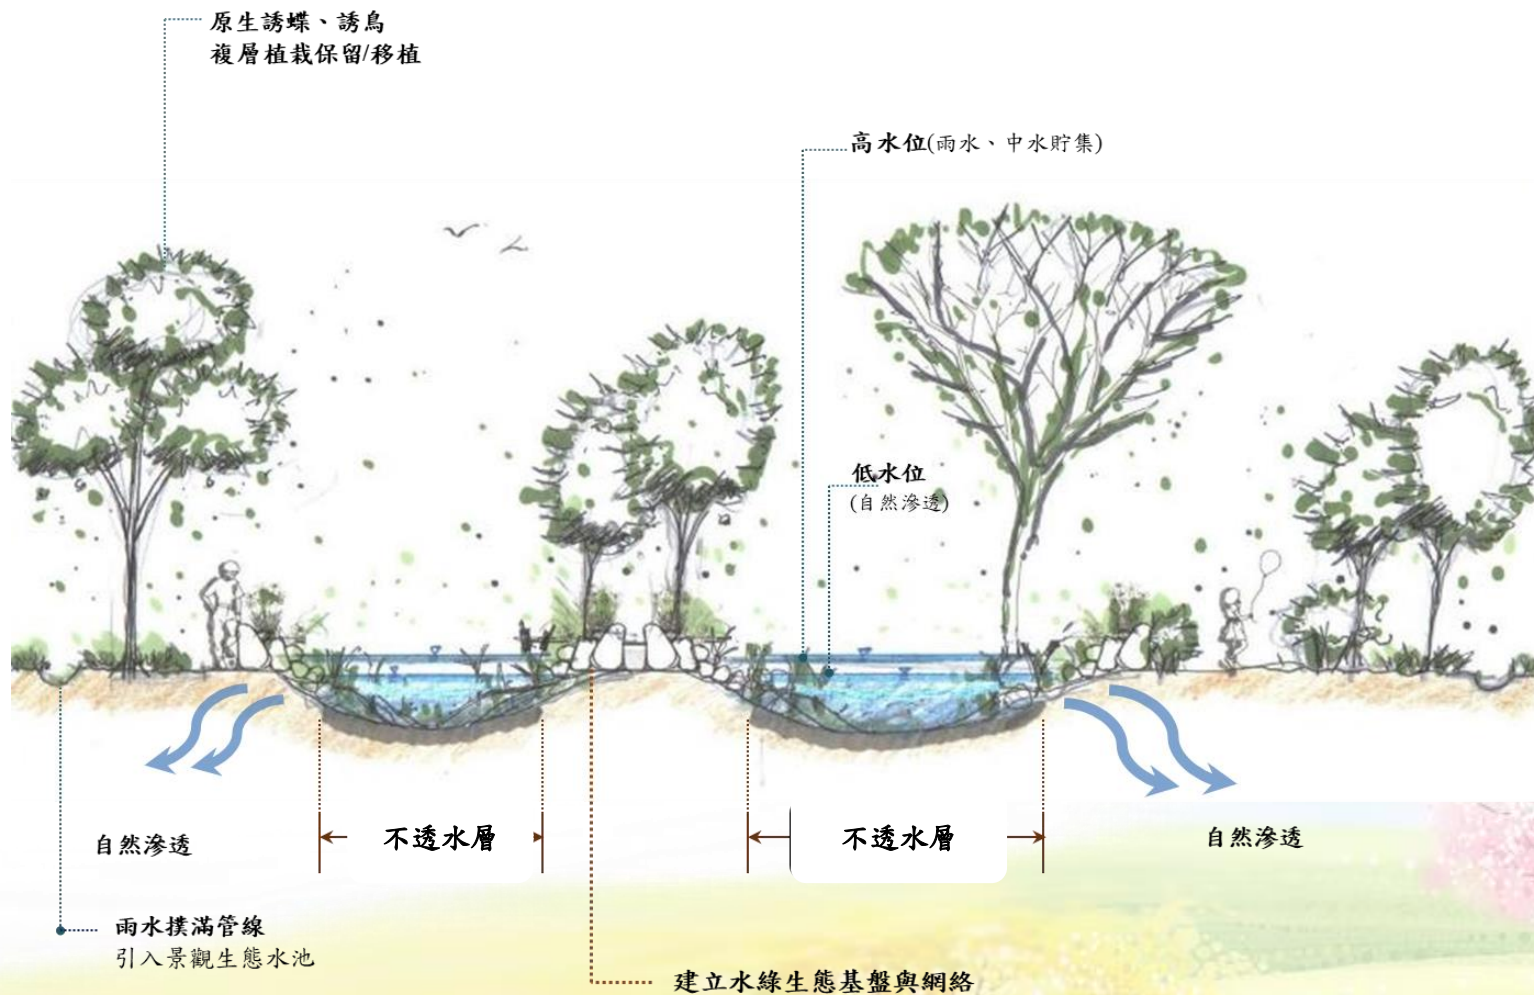 原生誘蝶、誘鳥
複層植栽保留/移植
高水位(雨水、中水貯集)
低水位
(自然滲透)
自然滲透
不透水層
不透水層
自然滲透
雨水撲滿管線
引入景觀生態水池
建立水綠生態基盤與網絡